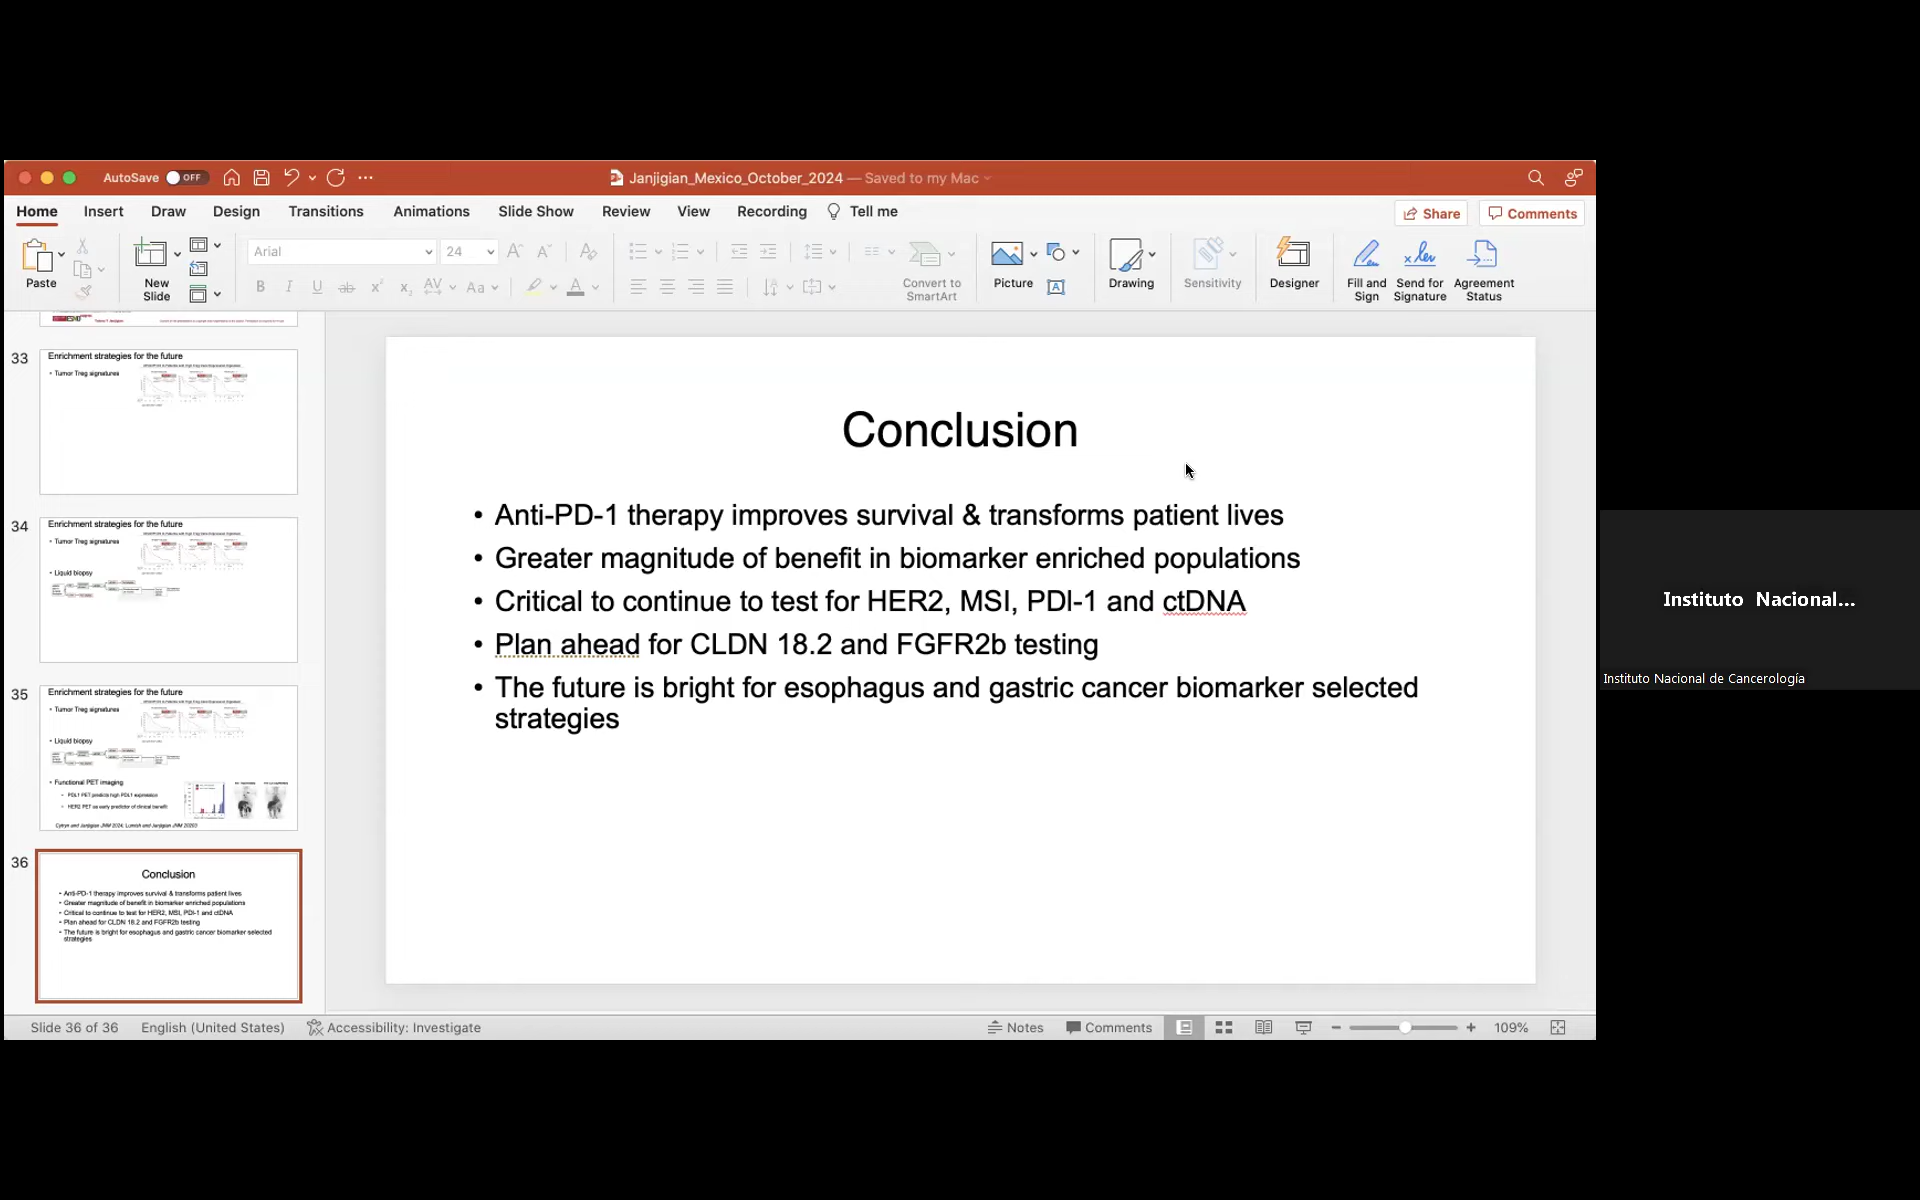 AutoSave OFF
Janjigian_Mexico_October_2024 — Saved to my Mac
Home Insert Draw Design Transitions Animations Slide Show Review View Recording Tell me
Share Comments
Paste
New
Slide
Arial 24
Convert to
SmartArt
Picture
Drawing
Sensitivity
Designer
Fill and
Sign
Send for
Signature
Agreement
Status
33
Enrichment strategies for the future
• Tumor Treg signatures
34
Enrichment strategies for the future
• Tumor Treg signatures
• Liquid biopsy
35
Enrichment strategies for the future
• Tumor Treg signatures
• Liquid biopsy
• Functional PET imaging
• PDL1 PET predicts high PDL1 expression
• HER2 PET as early predictor of clinical benefit
36
Conclusion
• Anti-PD-1 therapy improves survival & transforms patient lives
• Greater magnitude of benefit in biomarker enriched populations
• Critical to continue to test for HER2, MSI, PDl-1 and ctDNA
• Plan ahead for CLDN 18.2 and FGFR2b testing
• The future is bright for esophagus and gastric cancer biomarker selected
strategies
Conclusion
• Anti-PD-1 therapy improves survival & transforms patient lives
• Greater magnitude of benefit in biomarker enriched populations
• Critical to continue to test for HER2, MSI, PDl-1 and ctDNA
• Plan ahead for CLDN 18.2 and FGFR2b testing
• The future is bright for esophagus and gastric cancer biomarker selected
strategies
Instituto Nacional...
Instituto Nacional de Cancerología
Slide 36 of 36 English (United States) Accessibility: Investigate
Notes Comments 109%